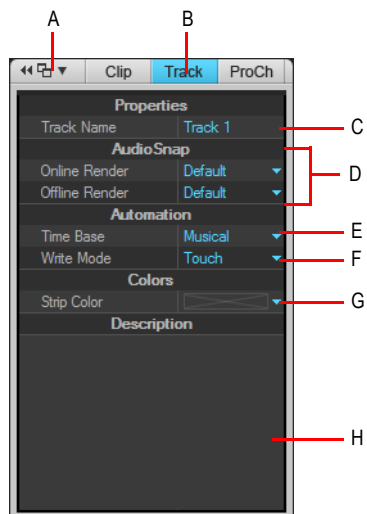 A
B
Clip Track ProCh
Properties
Track Name Track 1
C
AudioSnap
Online Render Default
D
Offline Render Default
Automation
Time Base Musical
E
Write Mode Touch
F
Colors
Strip Color
G
Description
H